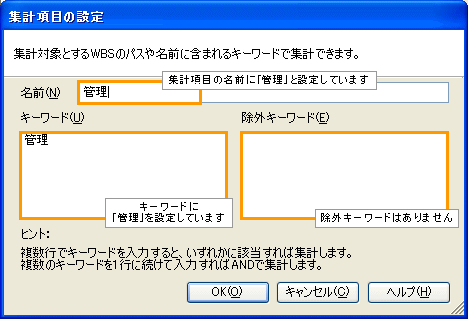 集計項目の設定
集計対象とするWBSのパスや名前に含まれるキーワードで集計できます。
集計項目の名前に「管理」と設定しています
名前(N) 管理
キーワード(U) 除外キーワード(E)
管理
キーワードに
「管理」を設定しています
除外キーワードはありません
ヒント:
複数行でキーワードを入力すると、いずれかに該当すれば集計します。
複数のキーワードを1行に続けて入力すればANDで集計します。
OK(O) キャンセル(C) ヘルプ(H)